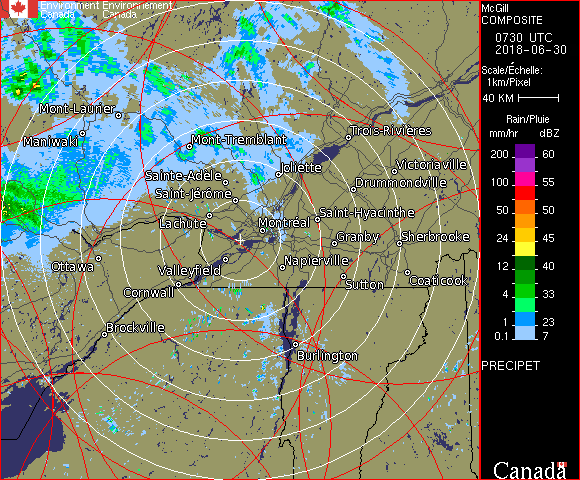 Environment Environnement
Canada Canada
McGill
COMPOSITE
0730 UTC
2018-06-30
Scale/Échelle:
1km/Pixel
40 KM
Rain/Pluie
mm/hr dBZ
200 60
150 57
100 55
50 50
24 45
12 40
4 33
1 23
0.1 7
PRECIPET
Canada
Mont-Laurier
Maniwaki
Mont-Tremblant
Trois-Rivières
Joliette
Victoriaville
Sainte-Adèle
Drummondville
Saint-Jérôme
Saint-Hyacinthe
Lachute
Montréal
Granby
Sherbrooke
Ottawa
Valleyfield
Napierville
Coaticook
Cornwall
Sutton
Brockville
Burlington